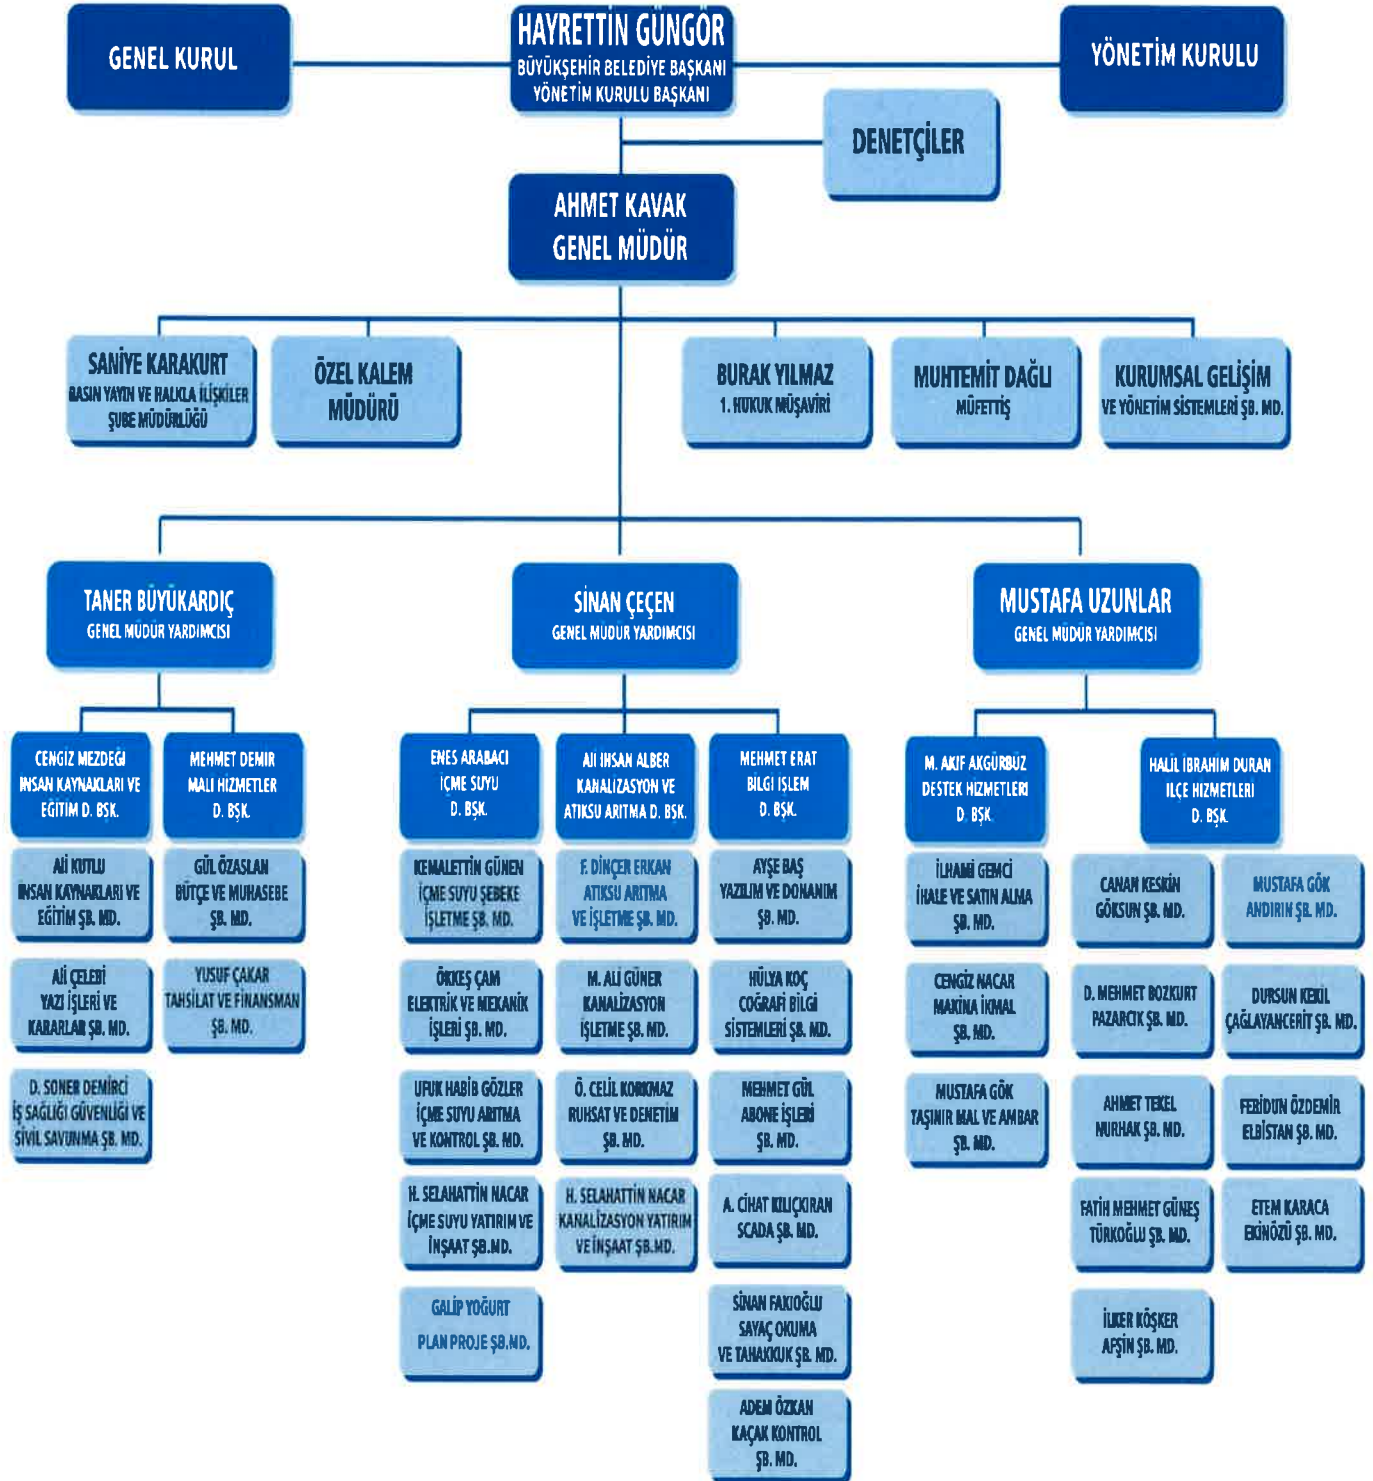 GENEL KURUL
HAYRETTİN GÜNGÖR
BÜYÜKŞEHİR BELEDİYE BAŞKANI
YÖNETİM KURULU BAŞKANI
YÖNETİM KURULU
DENETÇİLER
AHMET KAVAK
GENEL MÜDÜR
SANİYE KARAKURT
BASIN YAYIN VE HALKLA İLİŞKİLER
ŞUBE MÜDÜRLÜĞÜ
ÖZEL KALEM
MÜDÜRÜ
BURAK YILMAZ
1. HUKUK MÜŞAVİRİ
MUHTEMİT DAĞLI
MÜFETTİŞ
KURUMSAL GELİŞİM
VE YÖNETİM SİSTEMLERİ ŞB. MD.
TANER BÜYÜKARDIÇ
GENEL MÜDÜR YARDIMCISI
SİNAN ÇEÇEN
GENEL MÜDÜR YARDIMCISI
MUSTAFA UZUNLAR
GENEL MÜDÜR YARDIMCISI
CENGİZ MEZDEĞİ
İNSAN KAYNAKLARI VE
EĞİTİM D. BŞK.
ALİ KUTLU
İNSAN KAYNAKLARI VE
EĞİTİM ŞB. MD.
ALİ ÇELEBİ
YAZI İŞLERİ VE
KARARLAR ŞB. MD.
D. SONER DEMİRCİ
İŞ SAĞLIĞI GÜVENLİĞİ VE
SİVİL SAVUNMA ŞB. MD.
MEHMET DEMİR
MALİ HİZMETLER
D. BŞK.
GÜL ÖZASLAN
BÜTÇE VE MUHASEBE
ŞB. MD.
YUSUF ÇAKAR
TAHSİLAT VE FİNANSMAN
ŞB. MD.
ENES ARABACI
İÇME SUYU
D. BŞK.
KEMALETTİN GÜNEN
İÇME SUYU ŞEBEKE
İŞLETME ŞB. MD.
ÖKKEŞ ÇAM
ELEKTRİK VE MEKANİK
İŞLERİ ŞB. MD.
UFUK HABİB GÖZLER
İÇME SUYU ARITMA
VE KONTROL ŞB. MD.
H. SELAHATTİN NACAR
İÇME SUYU YATIRIM VE
İNŞAAT ŞB.MD.
GALİP YOĞURT
PLAN PROJE ŞB.MD.
ALİ İHSAN ALBER
KANALİZASYON VE
ATIKSU ARITMA D. BŞK.
F. DİNÇER ERKAN
ATIKSU ARITMA
VE İŞLETME ŞB. MD.
M. ALİ GÜNER
KANALİZASYON
İŞLETME ŞB. MD.
Ö. CELİL KORKMAZ
RUHSAT VE DENETİM
ŞB. MD.
H. SELAHATTİN NACAR
KANALİZASYON YATIRIM
VE İNŞAAT ŞB.MD.
MEHMET ERAT
BİLGİ İŞLEM
D. BŞK.
AYŞE BAŞ
YAZILIM VE DONANIM
ŞB. MD.
HÜLYA KOÇ
COĞRAFİ BİLGİ
SİSTEMLERİ ŞB. MD.
MEHMET GÜL
ABONE İŞLERİ
ŞB. MD.
A. CİHAT KILIÇKIRAN
SCADA ŞB. MD.
SİNAN FAKIOĞLU
SAYAÇ OKUMA
VE TAHAKKUK ŞB. MD.
ADEM ÖZKAN
KAÇAK KONTROL
ŞB. MD.
M. AKİF AKGÜRBÜZ
DESTEK HİZMETLERİ
D. BŞK.
İLHAMİ GEMCİ
İHALE VE SATIN ALMA
ŞB. MD.
CENGİZ NACAR
MAKİNA İKMAL
ŞB. MD.
MUSTAFA GÖK
TAŞINIR MAL VE AMBAR
ŞB. MD.
HALİL İBRAHİM DURAN
İLÇE HİZMETLERİ
D. BŞK.
CANAN KESKİN
GÖKSUN ŞB. MD.
D. MEHMET BOZKURT
PAZARCIK ŞB. MD.
AHMET TEKEL
NURHAK ŞB. MD.
FATİH MEHMET GÜNEŞ
TÜRKOĞLU ŞB. MD.
İLKER KÖŞKER
AFŞİN ŞB. MD.
MUSTAFA GÖK
ANDIRIN ŞB. MD.
DURSUN KEKİL
ÇAĞLAYANCERİT ŞB. MD.
FERİDUN ÖZDEMİR
ELBİSTAN ŞB. MD.
ETEM KARACA
EKİNÖZÜ ŞB. MD.